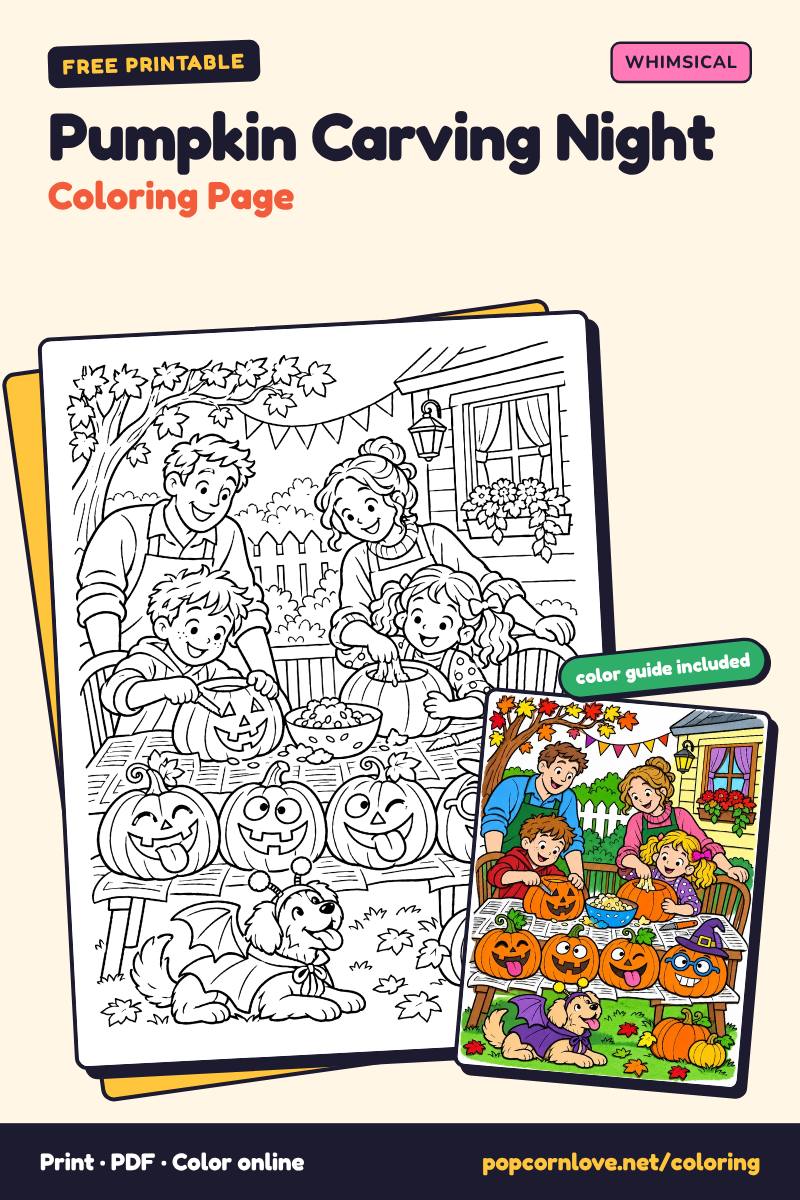 FREE PRINTABLE
WHIMSICAL
Pumpkin Carving Night
Coloring Page
color guide included
Print · PDF · Color online
popcornlove.net/coloring